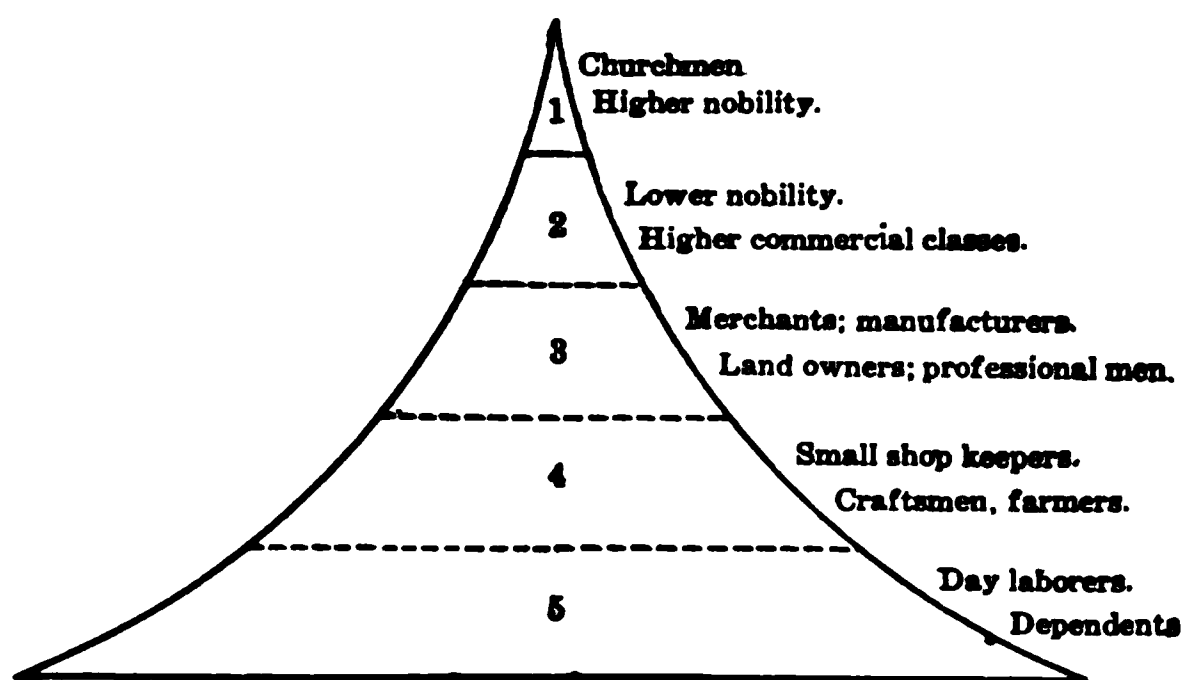 Churchmen
1 Higher nobility.
Lower nobility.
2
Higher commercial classes.
Merchants; manufacturers.
3
Land owners; professional men.
Small shop keepers.
4
Craftsmen, farmers.
Day laborers.
5
Dependents